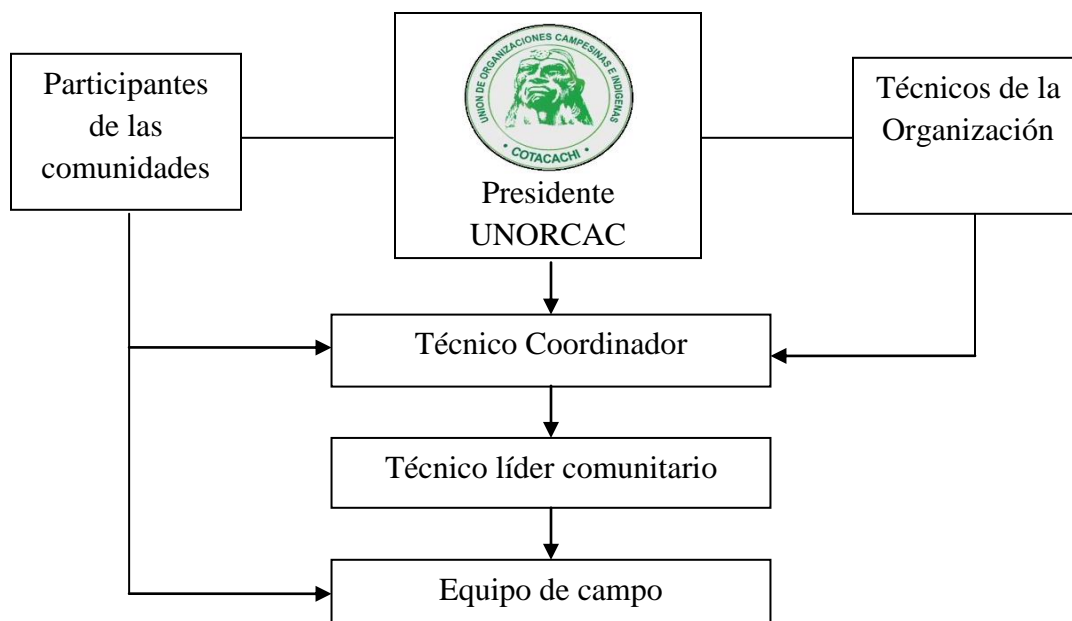 Participantes
de las
comunidades
UNION DE ORGANIZACIONES CAMPESINAS E INDIGENAS
• COTACACHI •
Presidente
UNORCAC
Técnicos de la
Organización
Técnico Coordinador
Técnico líder comunitario
Equipo de campo